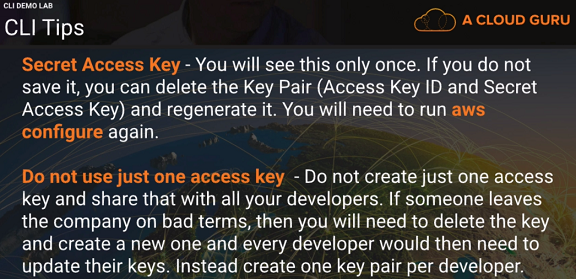 CLI DEMO LAB
CLI Tips
A CLOUD GURU
Secret Access Key - You will see this only once. If you do not
save it, you can delete the Key Pair (Access Key ID and Secret
Access Key) and regenerate it. You will need to run aws
configure again.
Do not use just one access key - Do not create just one access
key and share that with all your developers. If someone leaves
the company on bad terms, then you will need to delete the key
and create a new one and every developer would then need to
update their keys. Instead create one key pair per developer.